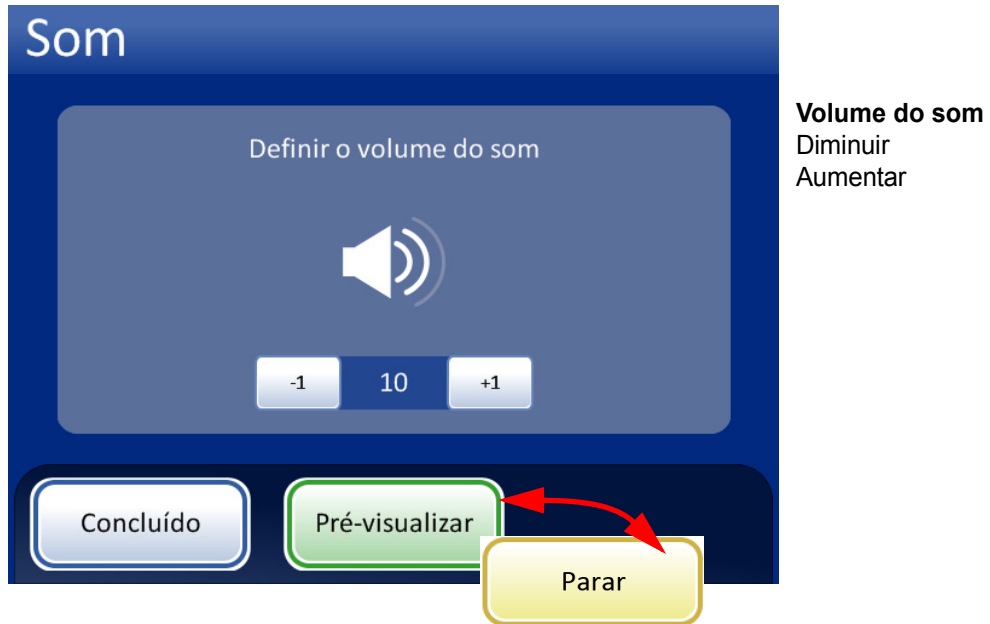 Som
Definir o volume do som
-1 10 +1
Concluído
Pré-visualizar
Parar
Volume do som
Diminuir
Aumentar